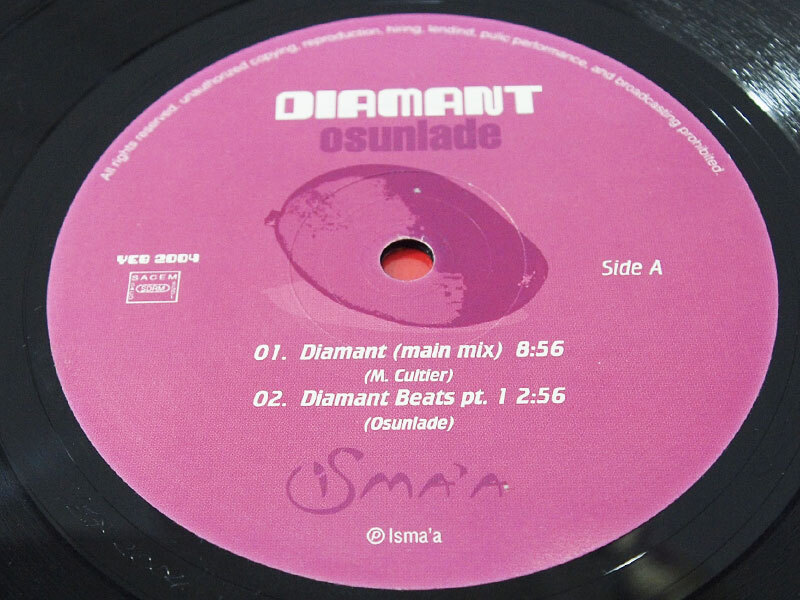 All rights reserved, unauthorized copying, reproduction, hiring, lendind, pulic performance, and broadcasting prohibited.
DIAMANT
osunlade
YCB 2004
SACEM
SDRM
Side A
01. Diamant (main mix) 8:56
(M. Cultier)
02. Diamant Beats pt. 1 2:56
(Osunlade)
iSMA'A
℗ Isma'a